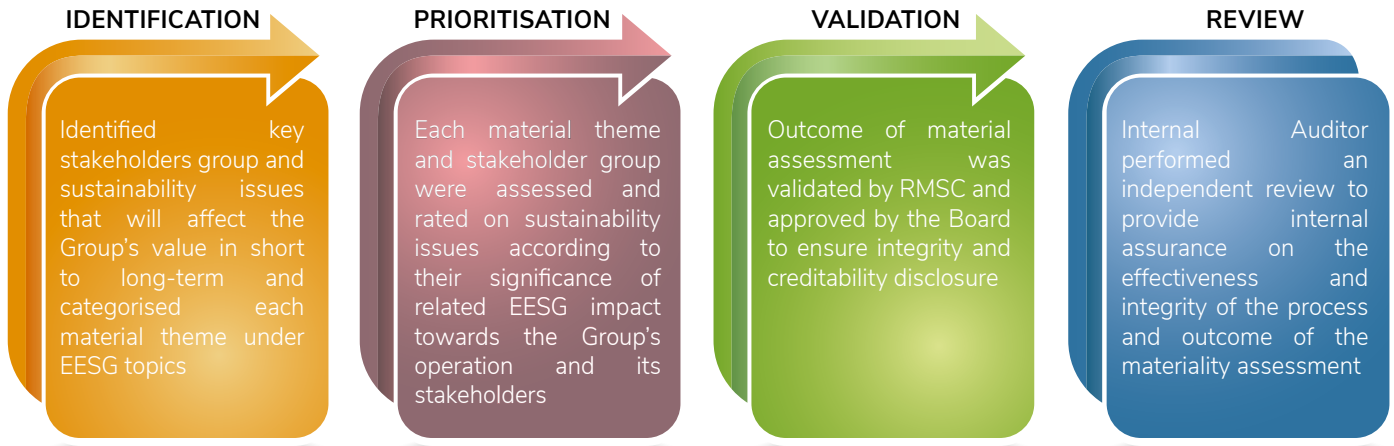 IDENTIFICATION
Identified key
stakeholders group and
sustainability issues
that will affect the
Group's value in short
to long-term and
categorised each
material theme under
EESG topics
PRIORITISATION
Each material theme
and stakeholder group
were assessed and
rated on sustainability
issues according to
their significance of
related EESG impact
towards the Group's
operation and its
stakeholders
VALIDATION
Outcome of material
assessment was
validated by RMSC and
approved by the Board
to ensure integrity and
creditability disclosure
REVIEW
Internal Auditor
performed an
independent review to
provide internal
assurance on the
effectiveness and
integrity of the process
and outcome of the
materiality assessment